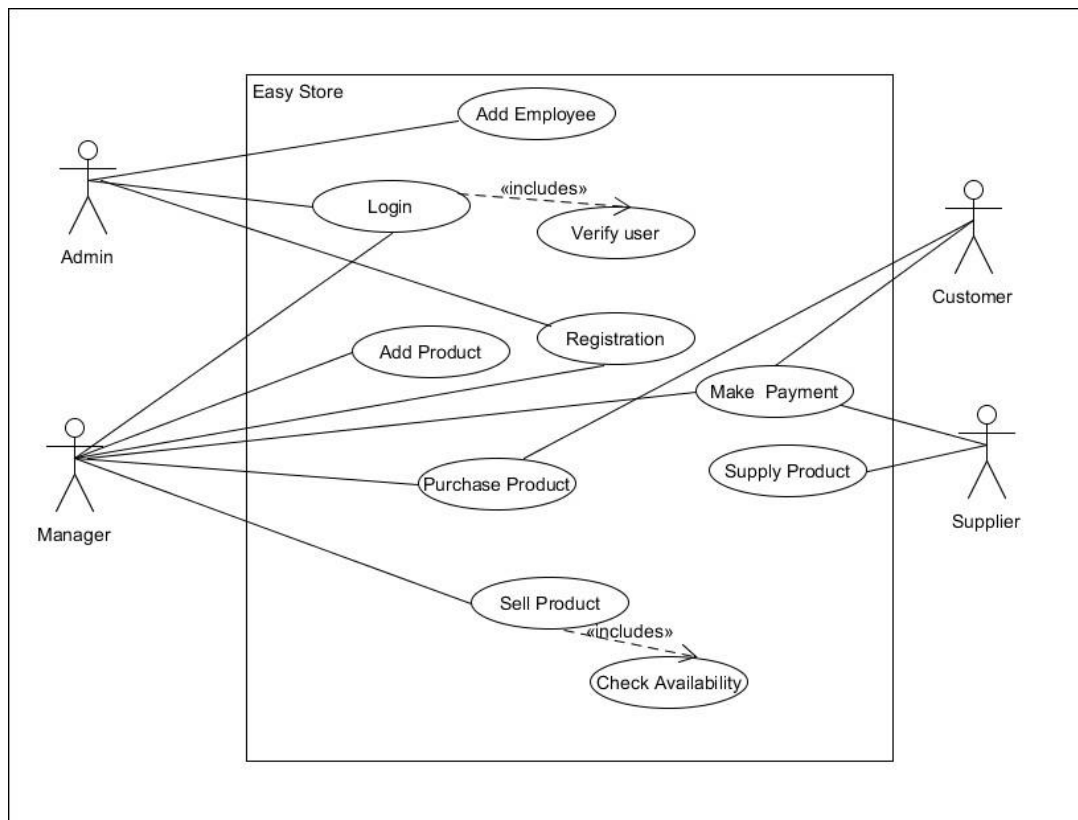 Easy Store
Add Employee
«includes»
Login
Verify user
Admin
Customer
Registration
Add Product
Make Payment
Supply Product
Purchase Product
Manager
Supplier
Sell Product
«includes»
Check Availability